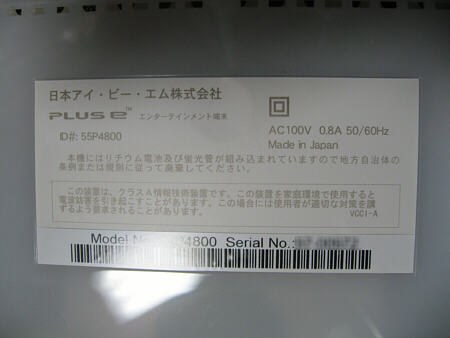 日本アイ・ビー・エム株式会社
PLUS e™ エンターテインメント端末
ID#: 55P4800
AC100V 0.8A 50/60Hz
Made in Japan
本機にはリチウム電池及び蛍光管が組み込まれていますので地方自治体の
条例または規則に従って廃棄してください。
この装置は、クラスA情報技術装置です。この装置を家庭環境で使用すると
電波妨害を引き起こすことがあります。この場合には使用者が適切な対策を講
ずるよう要求されることがあります。
VCCI-A
Model No. 4800 Serial No.: